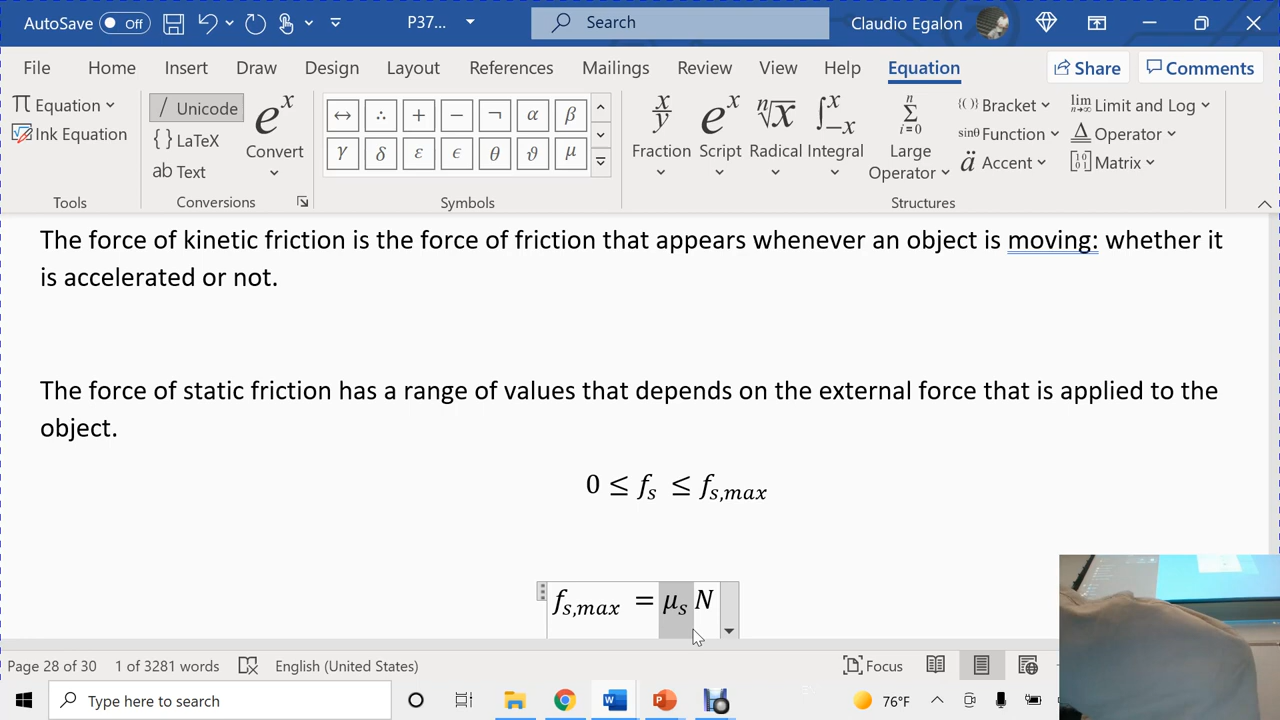 AutoSave Off P37... Search Claudio Egalon
File Home Insert Draw Design Layout References Mailings Review View Help Equation Share Comments
Equation
Ink Equation
Tools
Unicode
LaTeX
ab Text
Convert
Conversions
↔ ∴ + − ¬ α β
γ δ ε ϵ θ ϑ μ
Symbols
Fraction Script Radical Integral Large Operator
Bracket
Function
Accent
Limit and Log
Operator
Matrix
Structures
The force of kinetic friction is the force of friction that appears whenever an object is moving: whether it
is accelerated or not.
The force of static friction has a range of values that depends on the external force that is applied to the
object.
0 ≤ f_s ≤ f_{s,max}
f_{s,max} = μ_s N
Page 28 of 30 1 of 3281 words English (United States) Focus
Type here to search 76°F